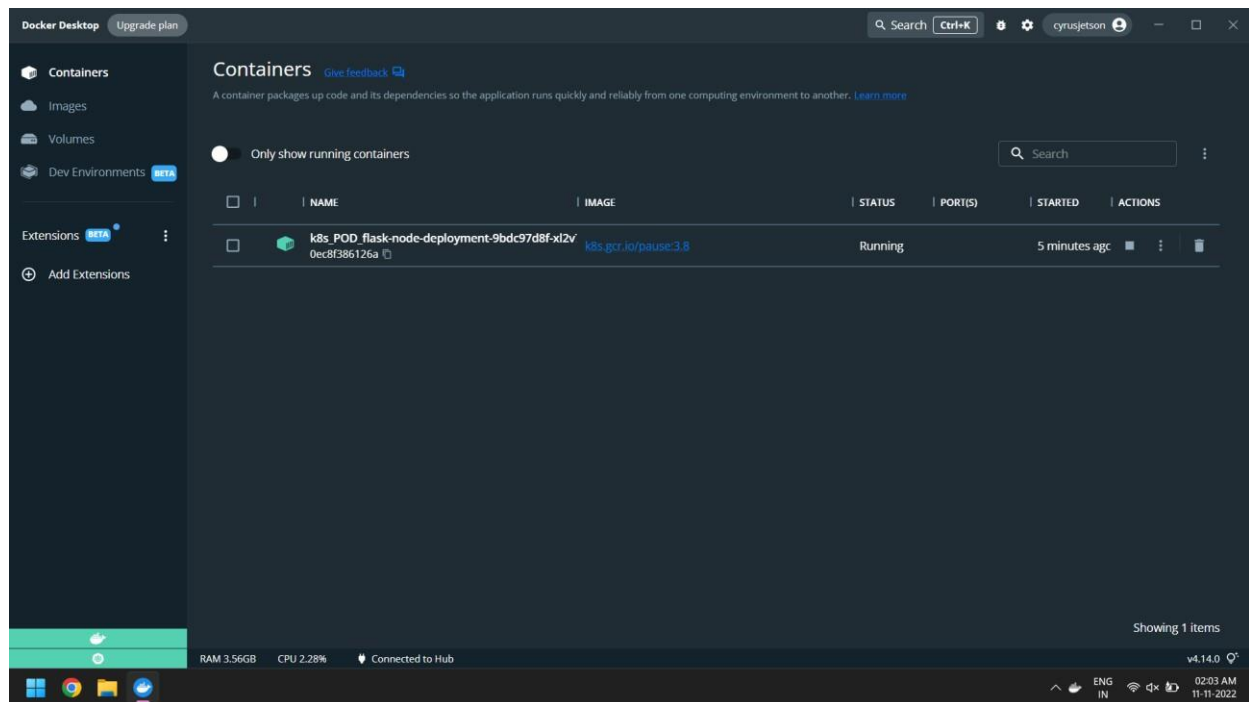 Docker Desktop Upgrade plan Search Ctrl+K cyrusjetson
Containers
Images
Volumes
Dev Environments BETA
Extensions BETA
Add Extensions
Containers Give feedback
A container packages up code and its dependencies so the application runs quickly and reliably from one computing environment to another. Learn more
Only show running containers Search
NAME IMAGE STATUS PORT(S) STARTED ACTIONS
k8s_POD_flask-node-deployment-9bdc97d8f-xl2v k8s.gcr.io/pause:3.8 Running 5 minutes agc
0ec8f386126a
Showing 1 items
RAM 3.56GB CPU 2.28% Connected to Hub v4.14.0
ENG 02:03 AM
IN 11-11-2022